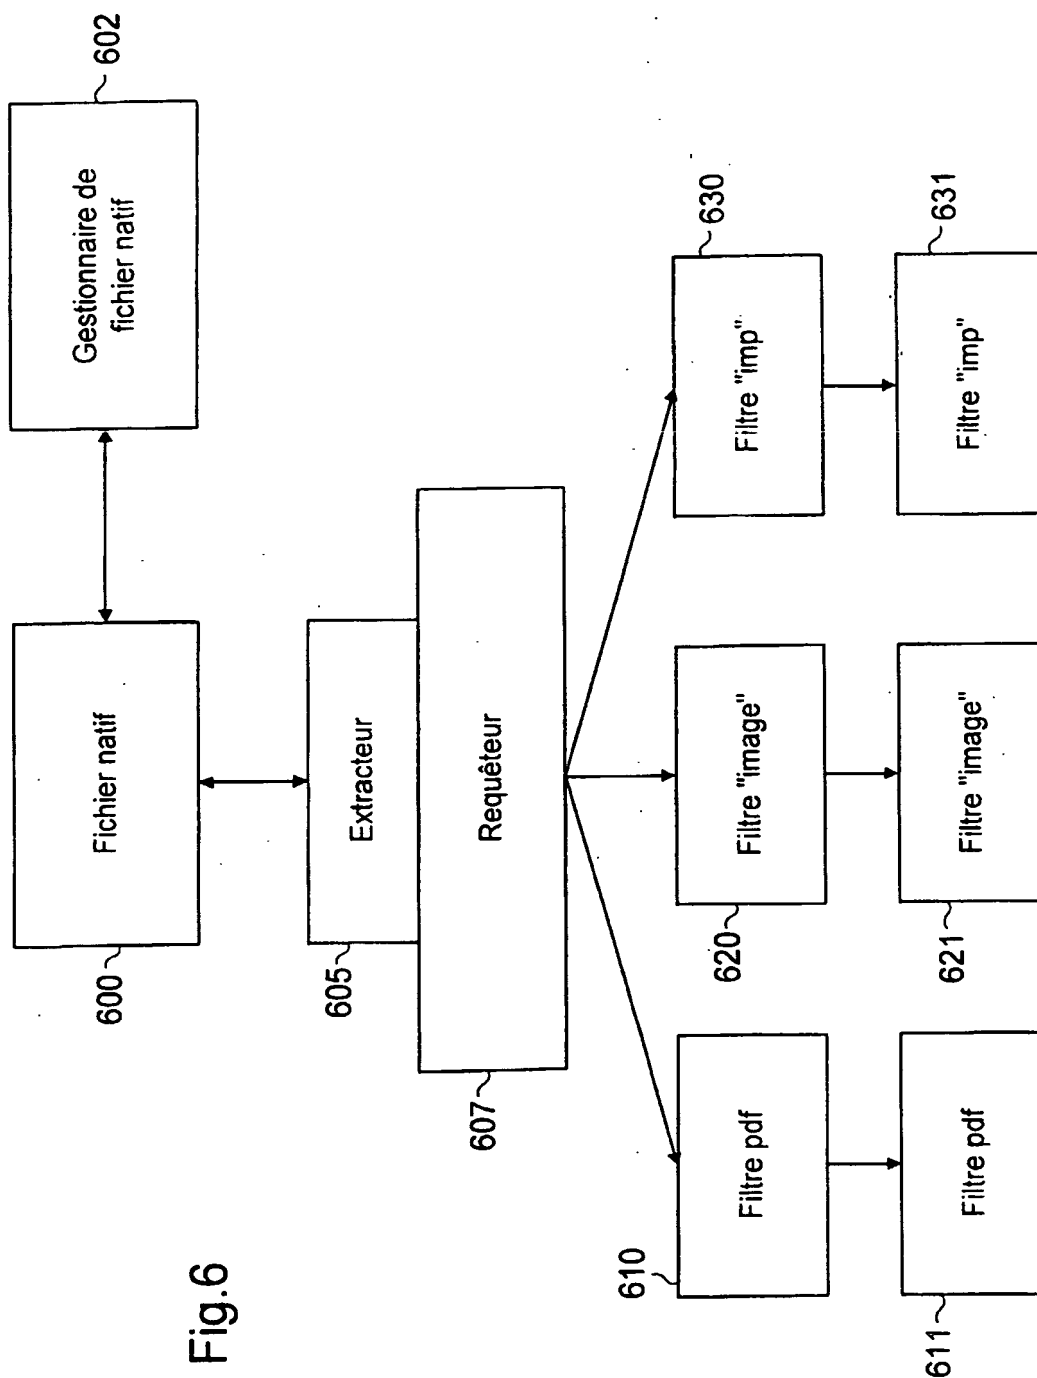 Fig.6
600
Fichier natif
602
Gestionnaire de
fichier natif
605
Extracteur
607
Requêteur
610
Filtre pdf
620
Filtre "image"
630
Filtre "imp"
611
Filtre pdf
621
Filtre "image"
631
Filtre "imp"